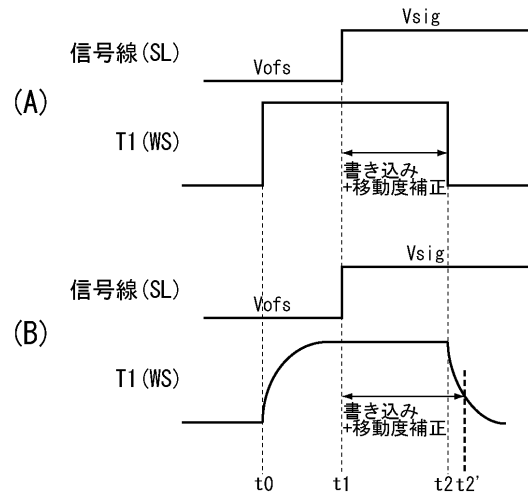 Vsig
信号線(SL)
Vofs
(A)
T1(WS)
書き込み
+移動度補正
Vsig
信号線(SL)
Vofs
(B)
T1(WS)
書き込み
+移動度補正
t0 t1 t2 t2'